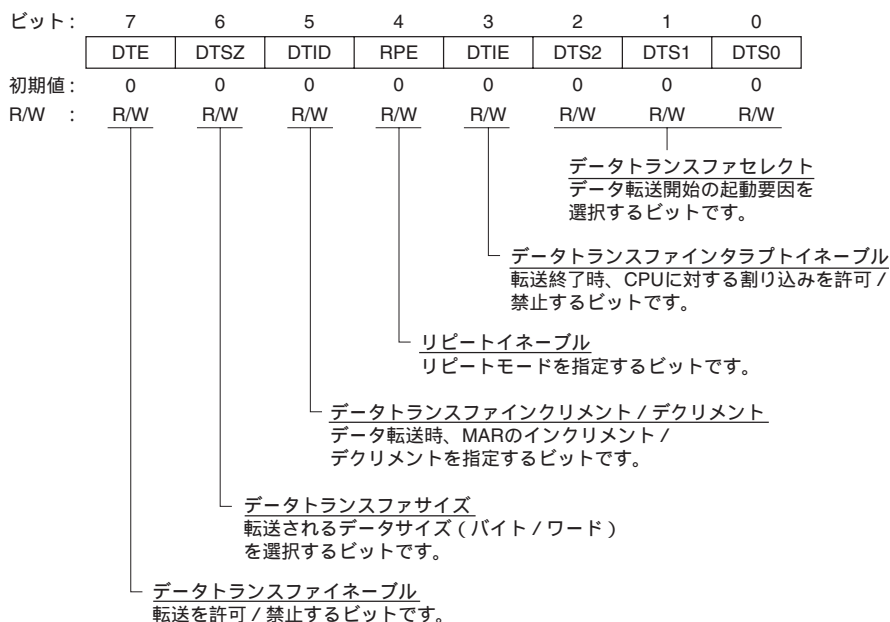 ビット : 7 6 5 4 3 2 1 0
DTE DTSZ DTID RPE DTIE DTS2 DTS1 DTS0
初期値 : 0 0 0 0 0 0 0 0
R/W : R/W R/W R/W R/W R/W R/W R/W R/W
データトランスファセレクト
データ転送開始の起動要因を
選択するビットです。
データトランスファインタラプトイネーブル
転送終了時、CPUに対する割り込みを許可 /
禁止するビットです。
リピートイネーブル
リピートモードを指定するビットです。
データトランスファインクリメント / デクリメント
データ転送時、MARのインクリメント /
デクリメントを指定するビットです。
データトランスファサイズ
転送されるデータサイズ ( バイト / ワード )
を選択するビットです。
データトランスファイネーブル
転送を許可 / 禁止するビットです。